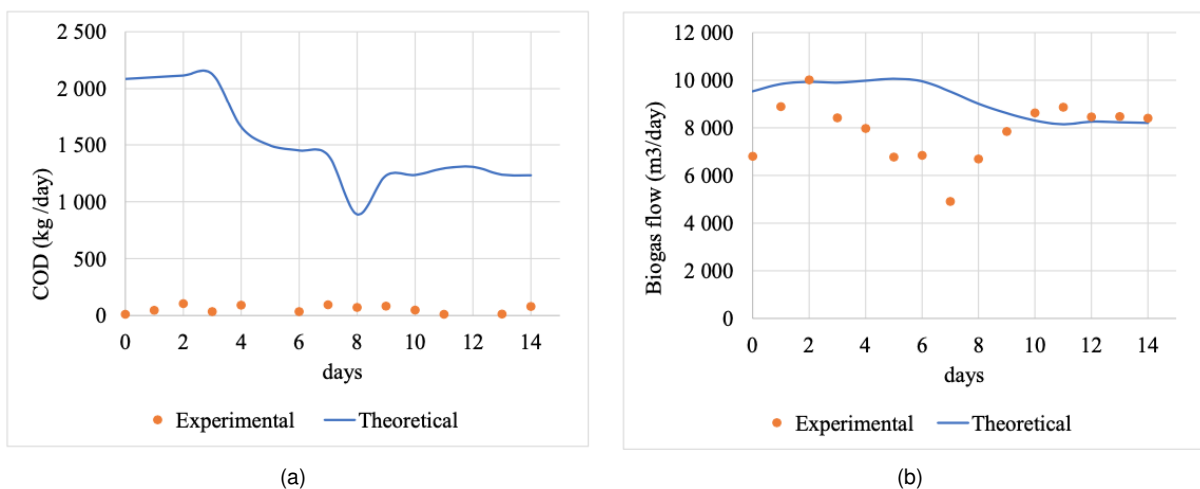 2 500
2 000
1 500
1 000
500
0
COD (kg /day)
0 2 4 6 8 10 12 14
days
Experimental Theoretical
(a)
12 000
10 000
8 000
6 000
4 000
2 000
0
Biogas flow (m3/day)
0 2 4 6 8 10 12 14
days
Experimental Theoretical
(b)